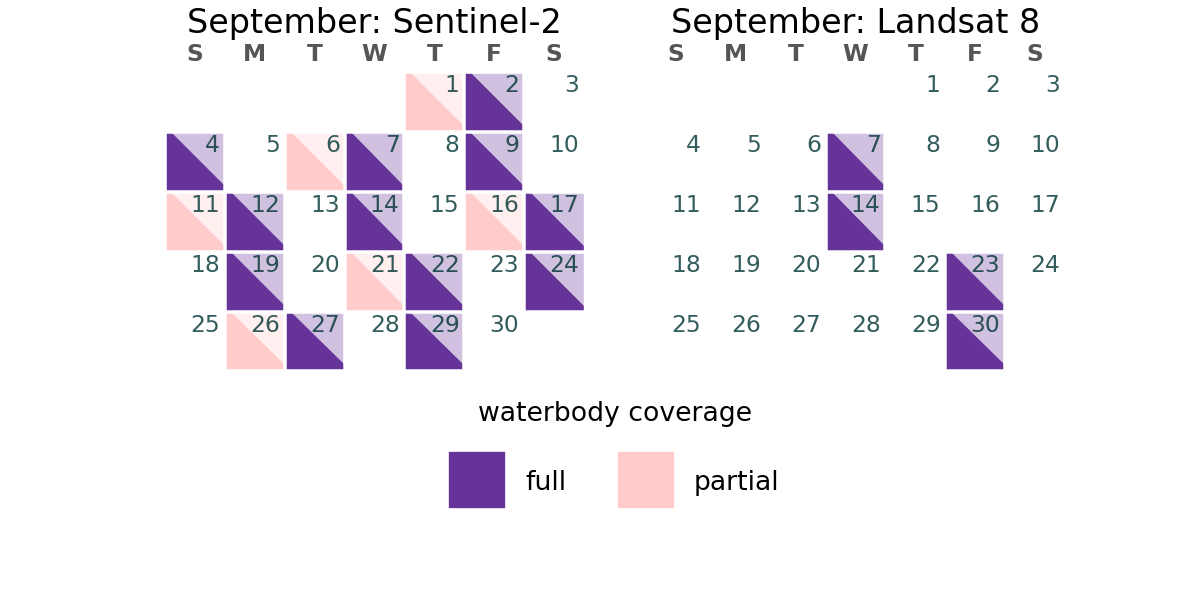 September: Sentinel-2
S M T W T F S
1 2 3
4 5 6 7 8 9 10
11 12 13 14 15 16 17
18 19 20 21 22 23 24
25 26 27 28 29 30
September: Landsat 8
S M T W T F S
1 2 3
4 5 6 7 8 9 10
11 12 13 14 15 16 17
18 19 20 21 22 23 24
25 26 27 28 29 30
waterbody coverage
full partial